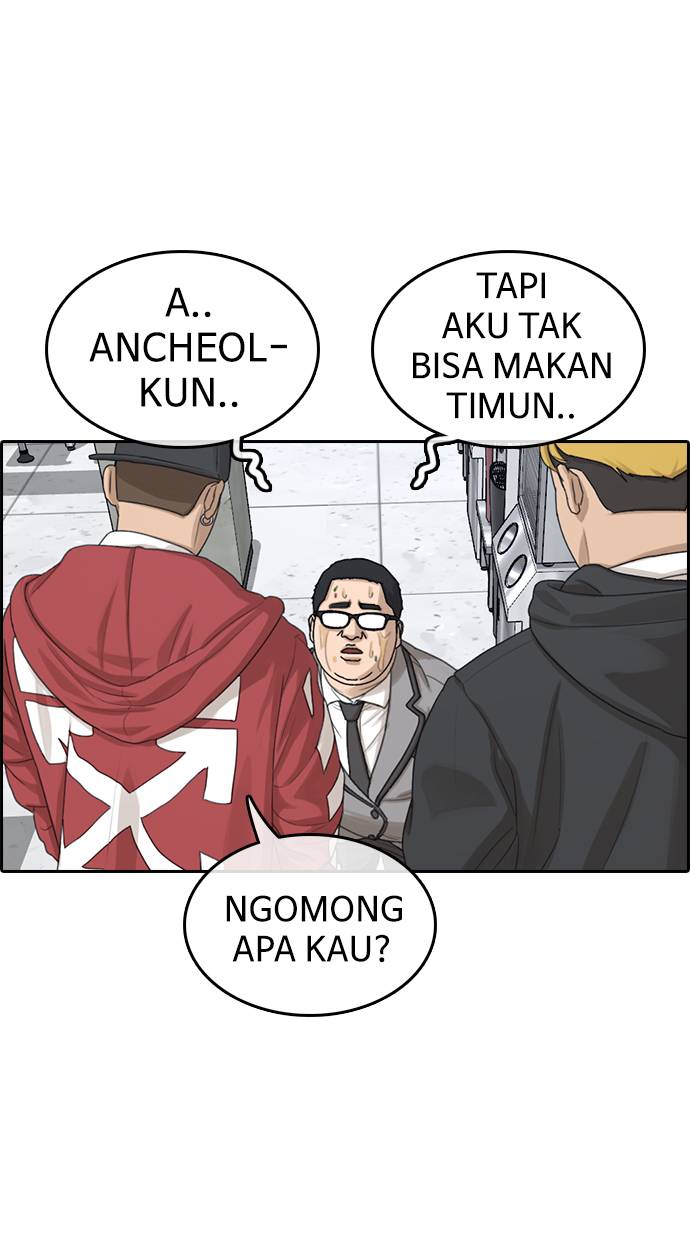 A..
ANCHEOL-
KUN..
TAPI
AKU TAK
BISA MAKAN
TIMUN..
NGOMONG
APA KAU?